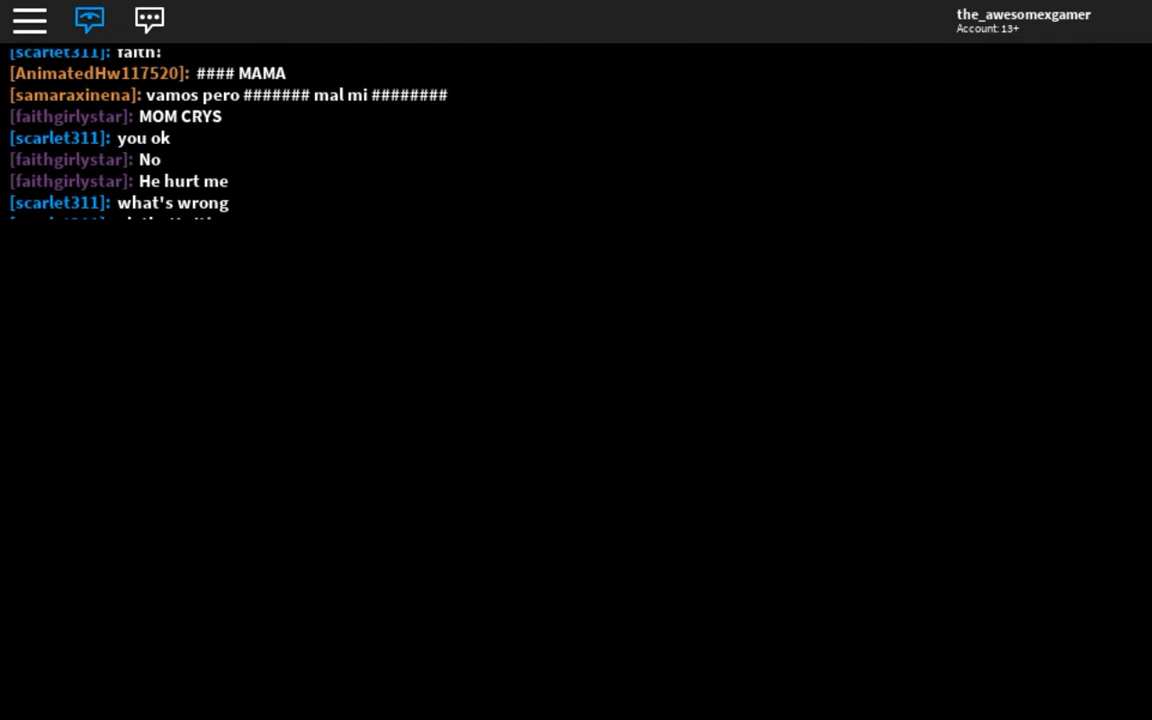 the_awesomexgamer
Account: 13+
[scarlet311]: faith!
[AnimatedHw117520]: #### MAMA
[samaraxinena]: vamos pero ####### mal mi ########
[faithgirlystar]: MOM CRYS
[scarlet311]: you ok
[faithgirlystar]: No
[faithgirlystar]: He hurt me
[scarlet311]: what's wrong